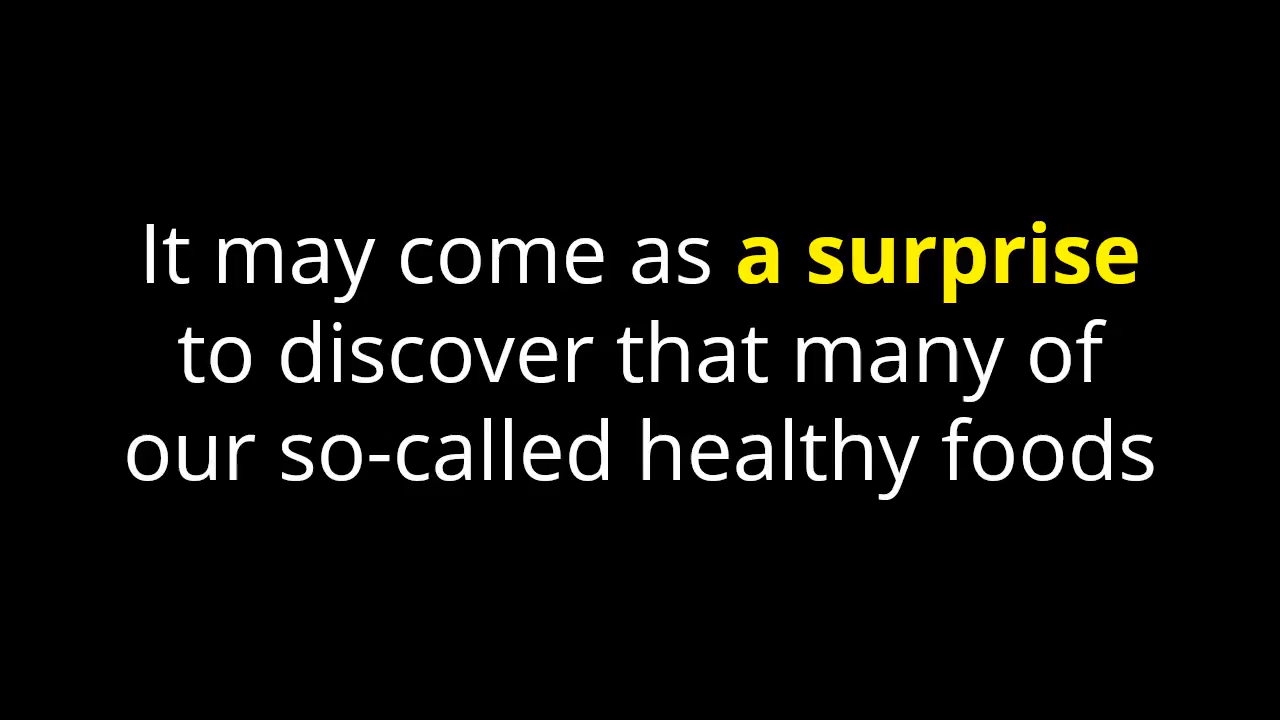 It may come as a surprise
to discover that many of
our so-called healthy foods